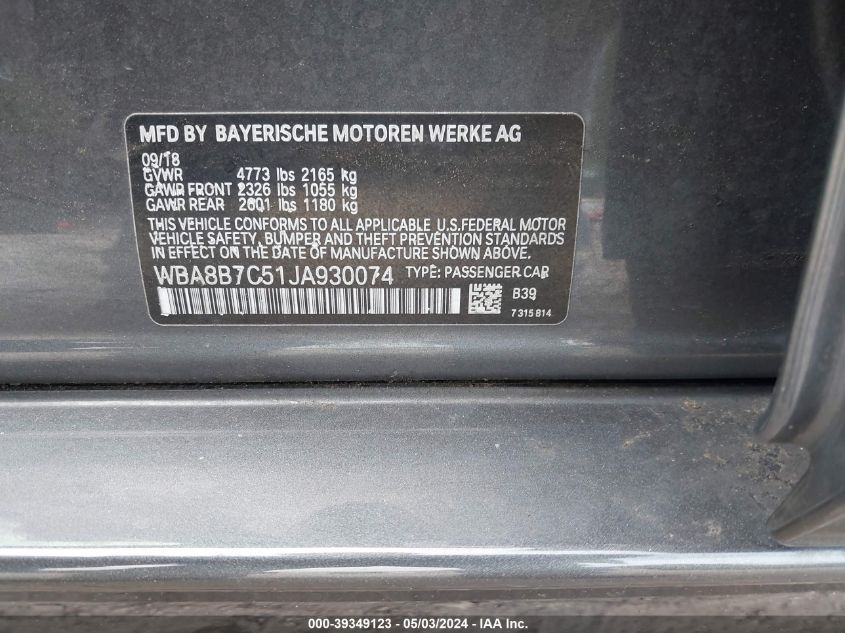 MFD BY BAYERISCHE MOTOREN WERKE AG
09/18
GVWR 4773 lbs 2165 kg
GAWR FRONT 2326 lbs 1055 kg
GAWR REAR 2601 lbs 1180 kg
THIS VEHICLE CONFORMS TO ALL APPLICABLE U.S.FEDERAL MOTOR
VEHICLE SAFETY, BUMPER AND THEFT PREVENTION STANDARDS
IN EFFECT ON THE DATE OF MANUFACTURE SHOWN ABOVE.
WBA8B7C51JA930074 TYPE: PASSENGER CAR
B39
7 315 814
000-39349123 - 05/03/2024 - IAA Inc.